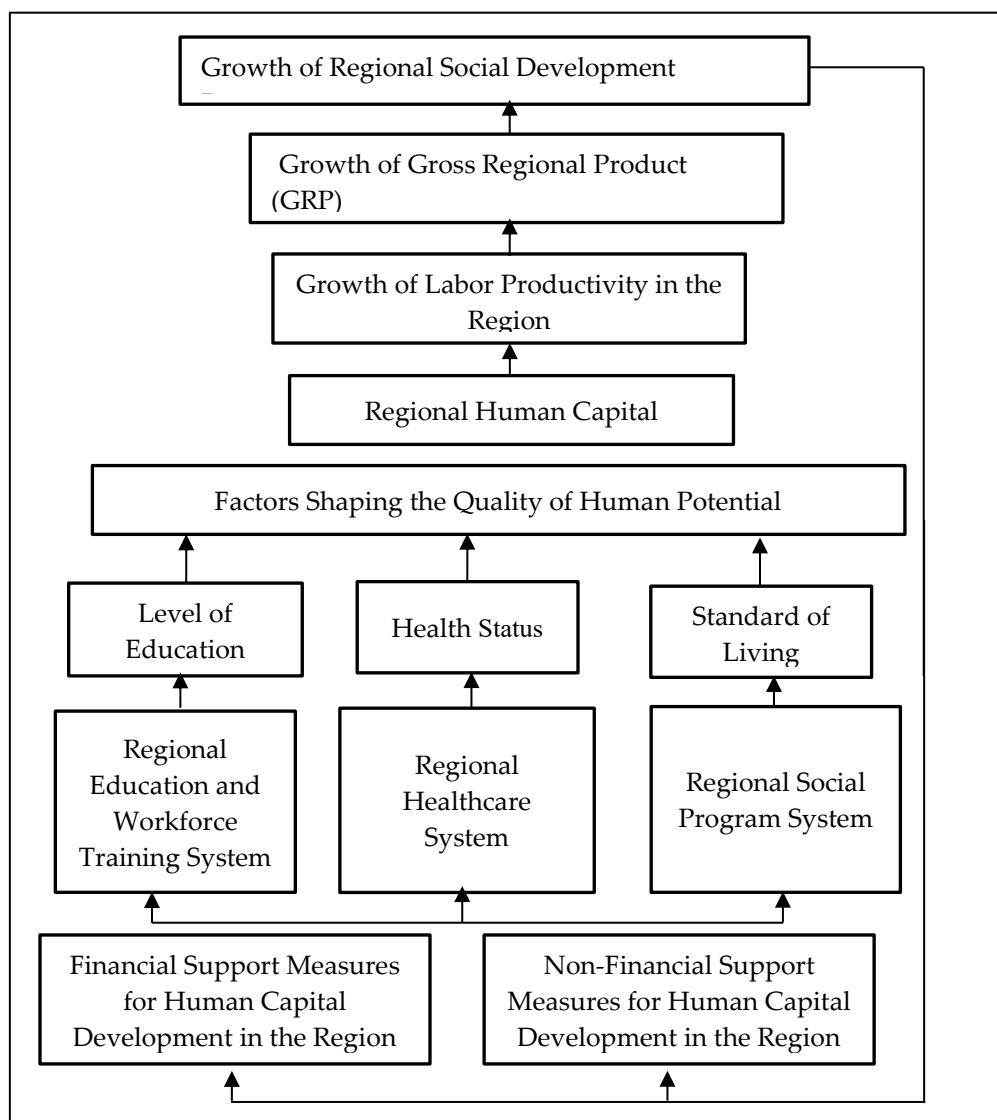 Growth of Regional Social Development
Growth of Gross Regional Product
(GRP)
Growth of Labor Productivity in the
Region
Regional Human Capital
Factors Shaping the Quality of Human Potential
Level of
Education
Health Status
Standard of
Living
Regional
Education and
Workforce
Training System
Regional
Healthcare
System
Regional Social
Program System
Financial Support Measures
for Human Capital
Development in the Region
Non-Financial Support
Measures for Human Capital
Development in the Region